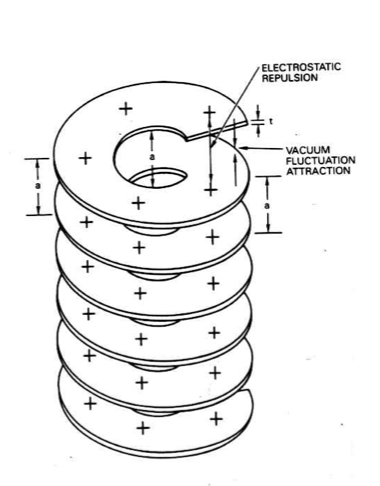 ELECTROSTATIC
REPULSION
t
VACUUM
FLUCTUATION
ATTRACTION
a
a
a